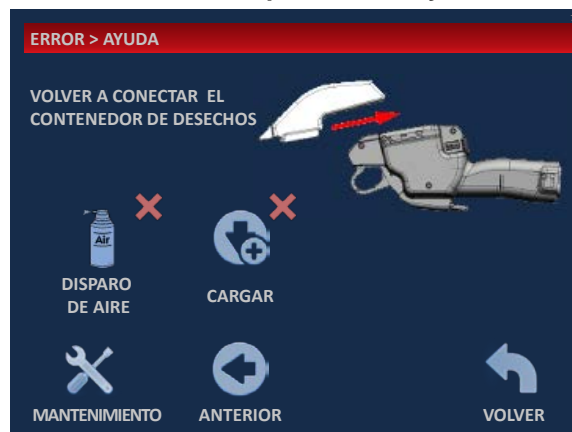 ERROR > AYUDA
VOLVER A CONECTAR EL
CONTENEDOR DE DESECHOS
Air
DISPARO
DE AIRE
CARGAR
MANTENIMIENTO
ANTERIOR
VOLVER